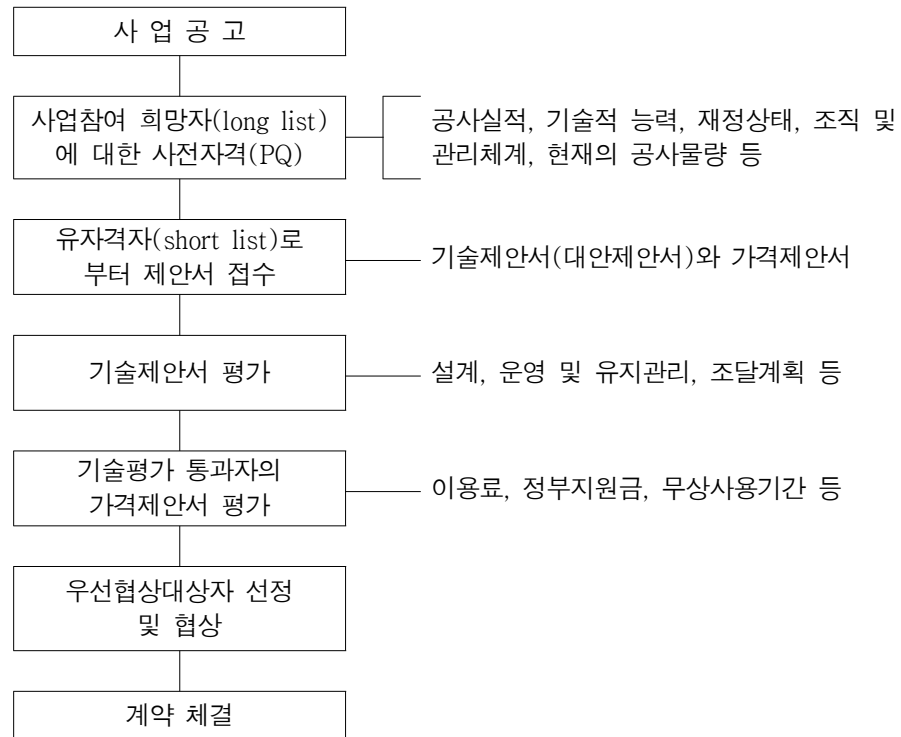 사 업 공 고
사업참여 희망자(long list)
에 대한 사전자격(PQ)
공사실적, 기술적 능력, 재정상태, 조직 및
관리체계, 현재의 공사물량 등
유자격자(short list)로
부터 제안서 접수
기술제안서(대안제안서)와 가격제안서
기술제안서 평가
설계, 운영 및 유지관리, 조달계획 등
기술평가 통과자의
가격제안서 평가
이용료, 정부지원금, 무상사용기간 등
우선협상대상자 선정
및 협상
계약 체결